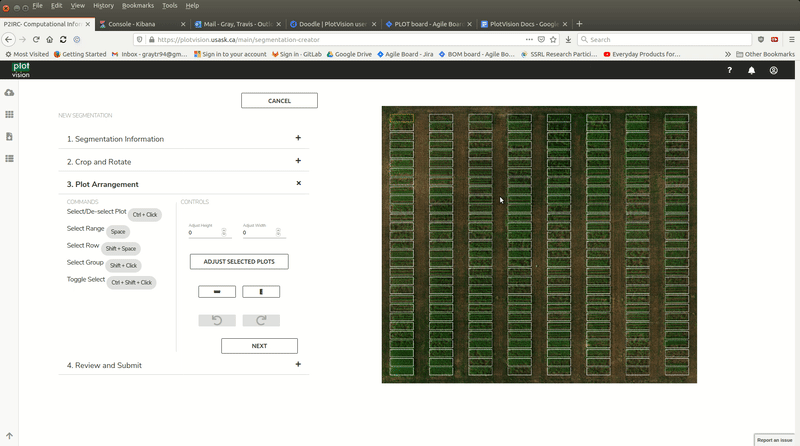 File Edit View History Bookmarks Tools Help
P2IRC- Computational Infor
Console - Kibana
Mail - Gray, Travis - Outlo
Doodle | PlotVision user
PLOT board - Agile Boar
PlotVision Docs - Google
https://plotvision.usask.ca/main/segmentation-creator
Search
Most Visited Getting Started Inbox - graytr94@gm... Sign in to your account Sign in - GitLab Google Drive Agile Board - Jira BOM board - Agile Bo... SSRL Research Partici... Everyday Products for... Other Bookmarks
plot
vision
CANCEL
NEW SEGMENTATION
1. Segmentation Information
2. Crop and Rotate
3. Plot Arrangement
COMMANDS
Select/De-select Plot Ctrl + Click
Select Range Space
Select Row Shift + Space
Select Group Shift + Click
Toggle Select Ctrl + Shift + Click
CONTROLS
Adjust Height Adjust Width
0 0
ADJUST SELECTED PLOTS
NEXT
4. Review and Submit
Report an issue